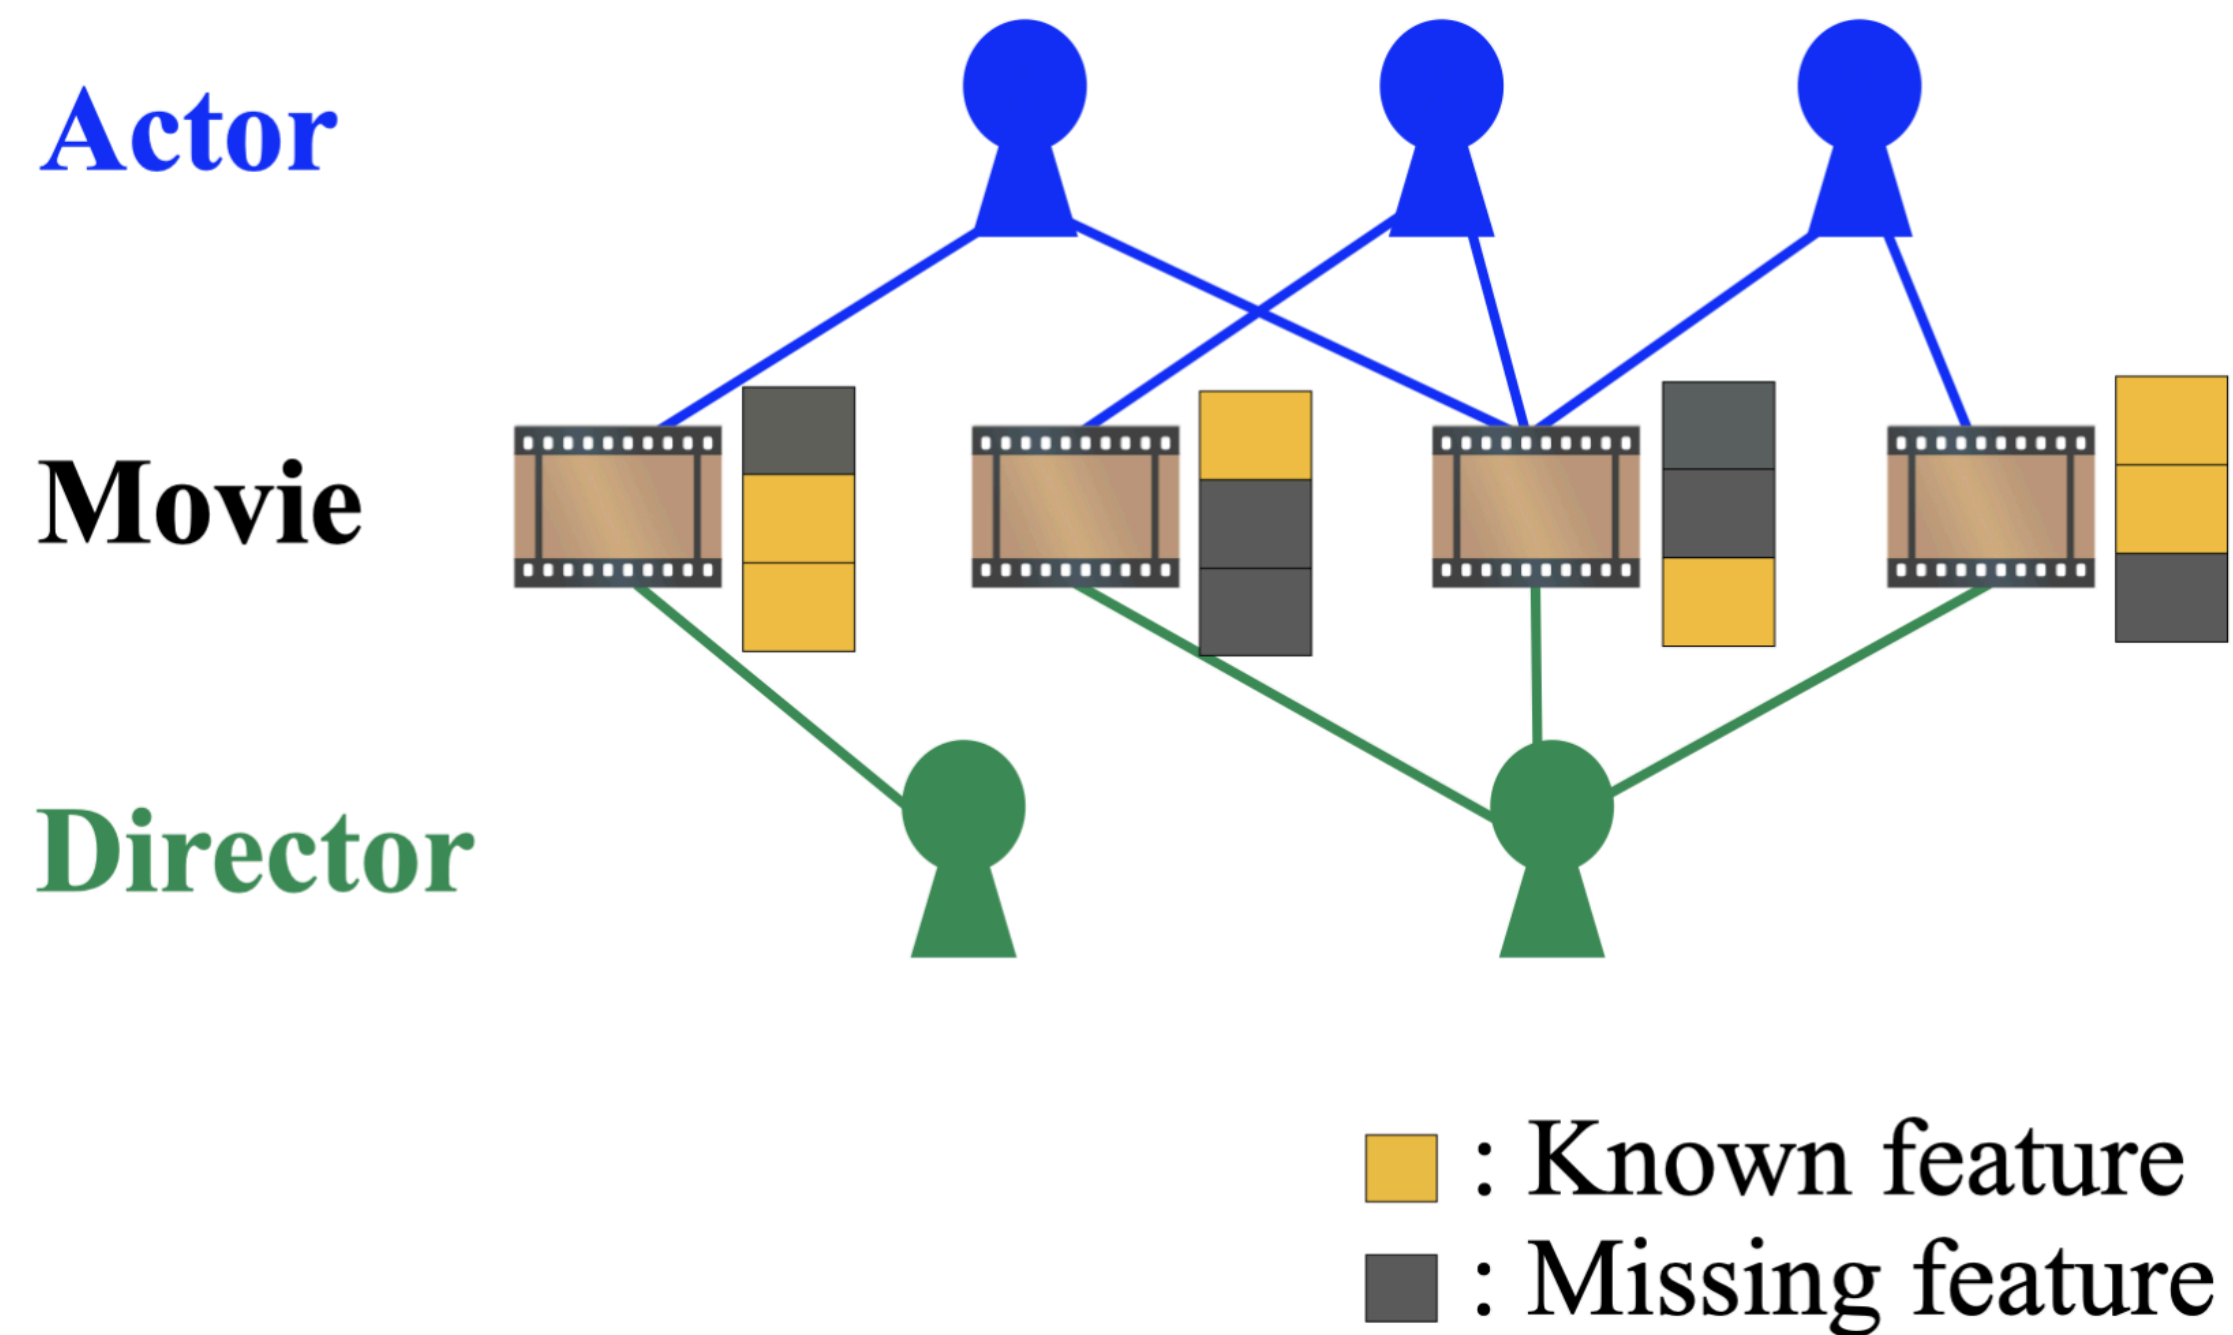 Actor
Movie
Director
: Known feature
: Missing feature